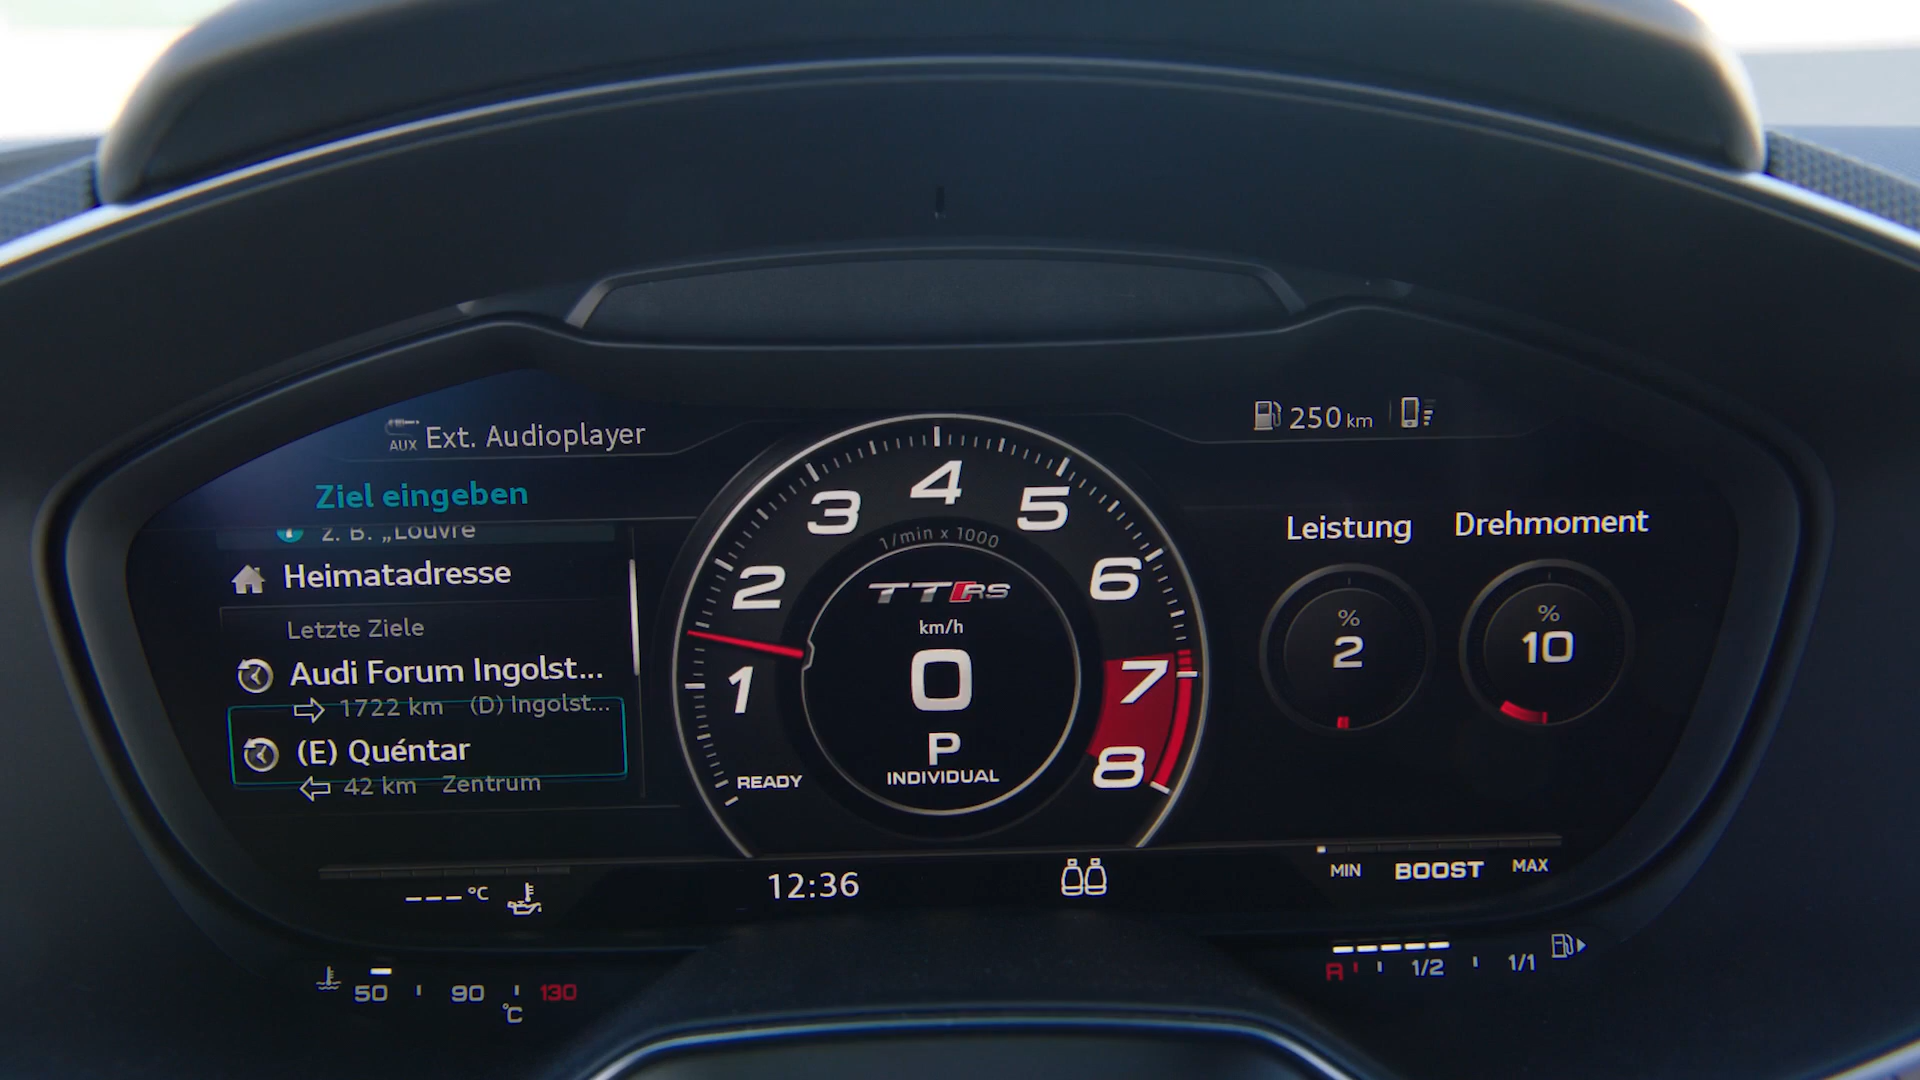 AUX Ext. Audioplayer
250 km
Ziel eingeben
z. B. „Louvre
Heimatadresse
Letzte Ziele
Audi Forum Ingolst...
1722 km (D) Ingolst...
(E) Quéntar
42 km Zentrum
1 2 3 4 5 6 7 8
1/min x 1000
TT RS
km/h
0
P
INDIVIDUAL
READY
Leistung Drehmoment
% %
2 10
---°C
12:36
MIN BOOST MAX
50 90 130
°C
R 1/2 1/1